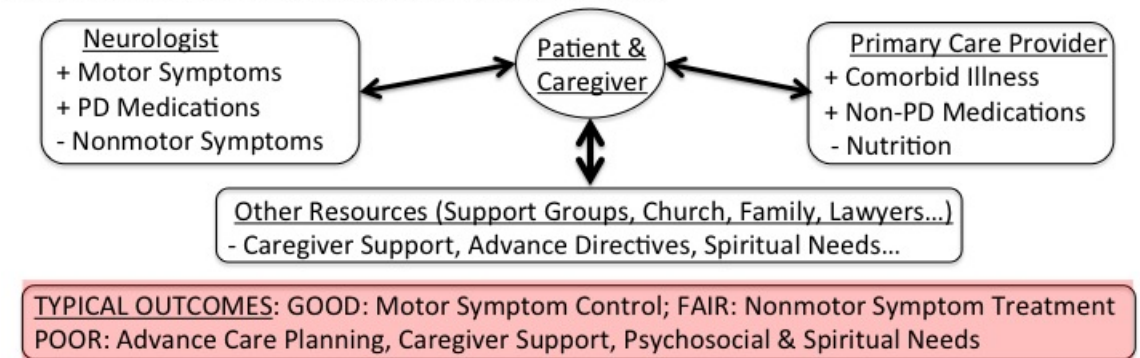 Neurologist
+ Motor Symptoms
+ PD Medications
- Nonmotor Symptoms
Patient &
Caregiver
Primary Care Provider
+ Comorbid Illness
+ Non-PD Medications
- Nutrition
Other Resources (Support Groups, Church, Family, Lawyers...)
- Caregiver Support, Advance Directives, Spiritual Needs...
TYPICAL OUTCOMES: GOOD: Motor Symptom Control; FAIR: Nonmotor Symptom Treatment
POOR: Advance Care Planning, Caregiver Support, Psychosocial & Spiritual Needs